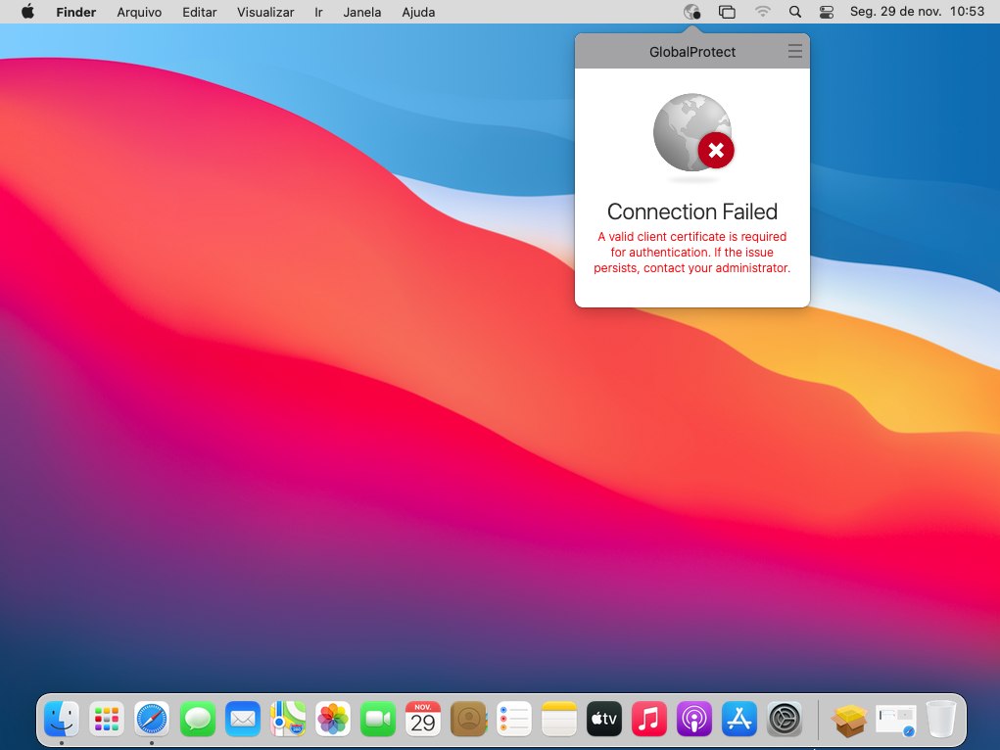 Finder Arquivo Editar Visualizar Ir Janela Ajuda Seg. 29 de nov. 10:53
GlobalProtect
Connection Failed
A valid client certificate is required
for authentication. If the issue
persists, contact your administrator.
NOV.
29
tv